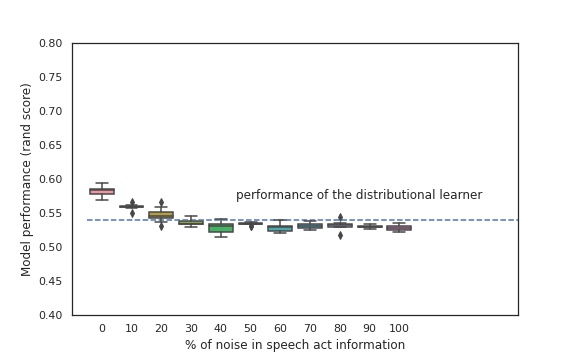 0.80
0.75
0.70
0.65
0.60
0.55
0.50
0.45
0.40
Model performance (rand score)
performance of the distributional learner
0 10 20 30 40 50 60 70 80 90 100
% of noise in speech act information